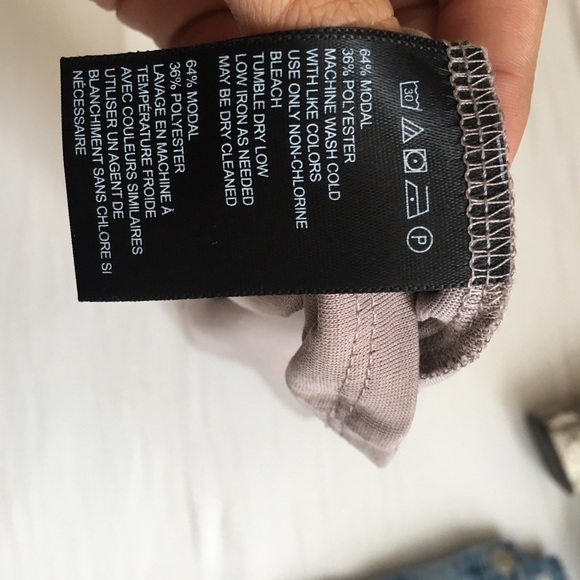 30
P
64% MODAL
36% POLYESTER
MACHINE WASH COLD
WITH LIKE COLORS
USE ONLY NON-CHLORINE
BLEACH
TUMBLE DRY LOW
LOW IRON AS NEEDED
MAY BE DRY CLEANED
64% MODAL
36% POLYESTER
LAVAGE EN MACHINE À
TEMPÉRATURE FROIDE
AVEC COULEURS SIMILAIRES
UTILISER UN AGENT DE
BLANCHIMENT SANS CHLORE SI
NÉCESSAIRE